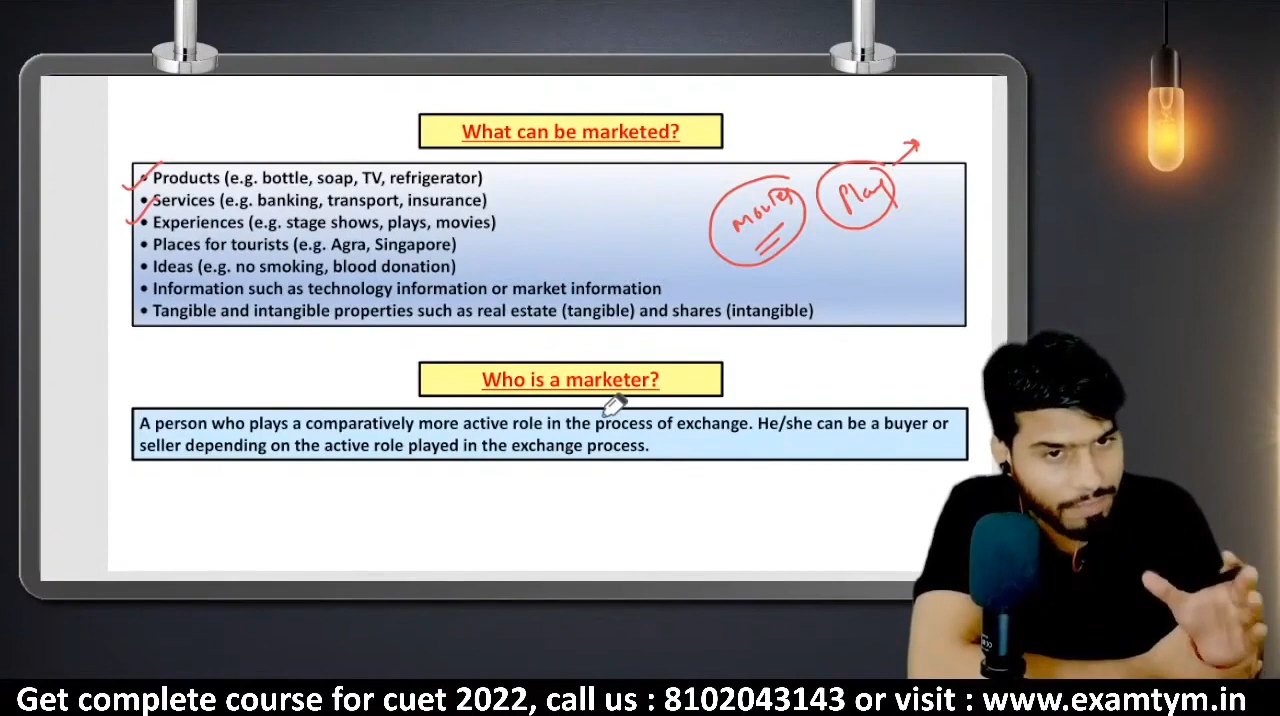 What can be marketed?
• Products (e.g. bottle, soap, TV, refrigerator)
• Services (e.g. banking, transport, insurance)
• Experiences (e.g. stage shows, plays, movies)
• Places for tourists (e.g. Agra, Singapore)
• Ideas (e.g. no smoking, blood donation)
• Information such as technology information or market information
• Tangible and intangible properties such as real estate (tangible) and shares (intangible)
movies
Play
Who is a marketer?
A person who plays a comparatively more active role in the process of exchange. He/she can be a buyer or
seller depending on the active role played in the exchange process.
Get complete course for cuet 2022, call us : 8102043143 or visit : www.examtym.in